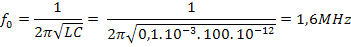 f₀ = 1 / (2π√(LC)) = 1 / (2π√(0,1.10⁻³.100.10⁻¹²)) = 1,6MHz